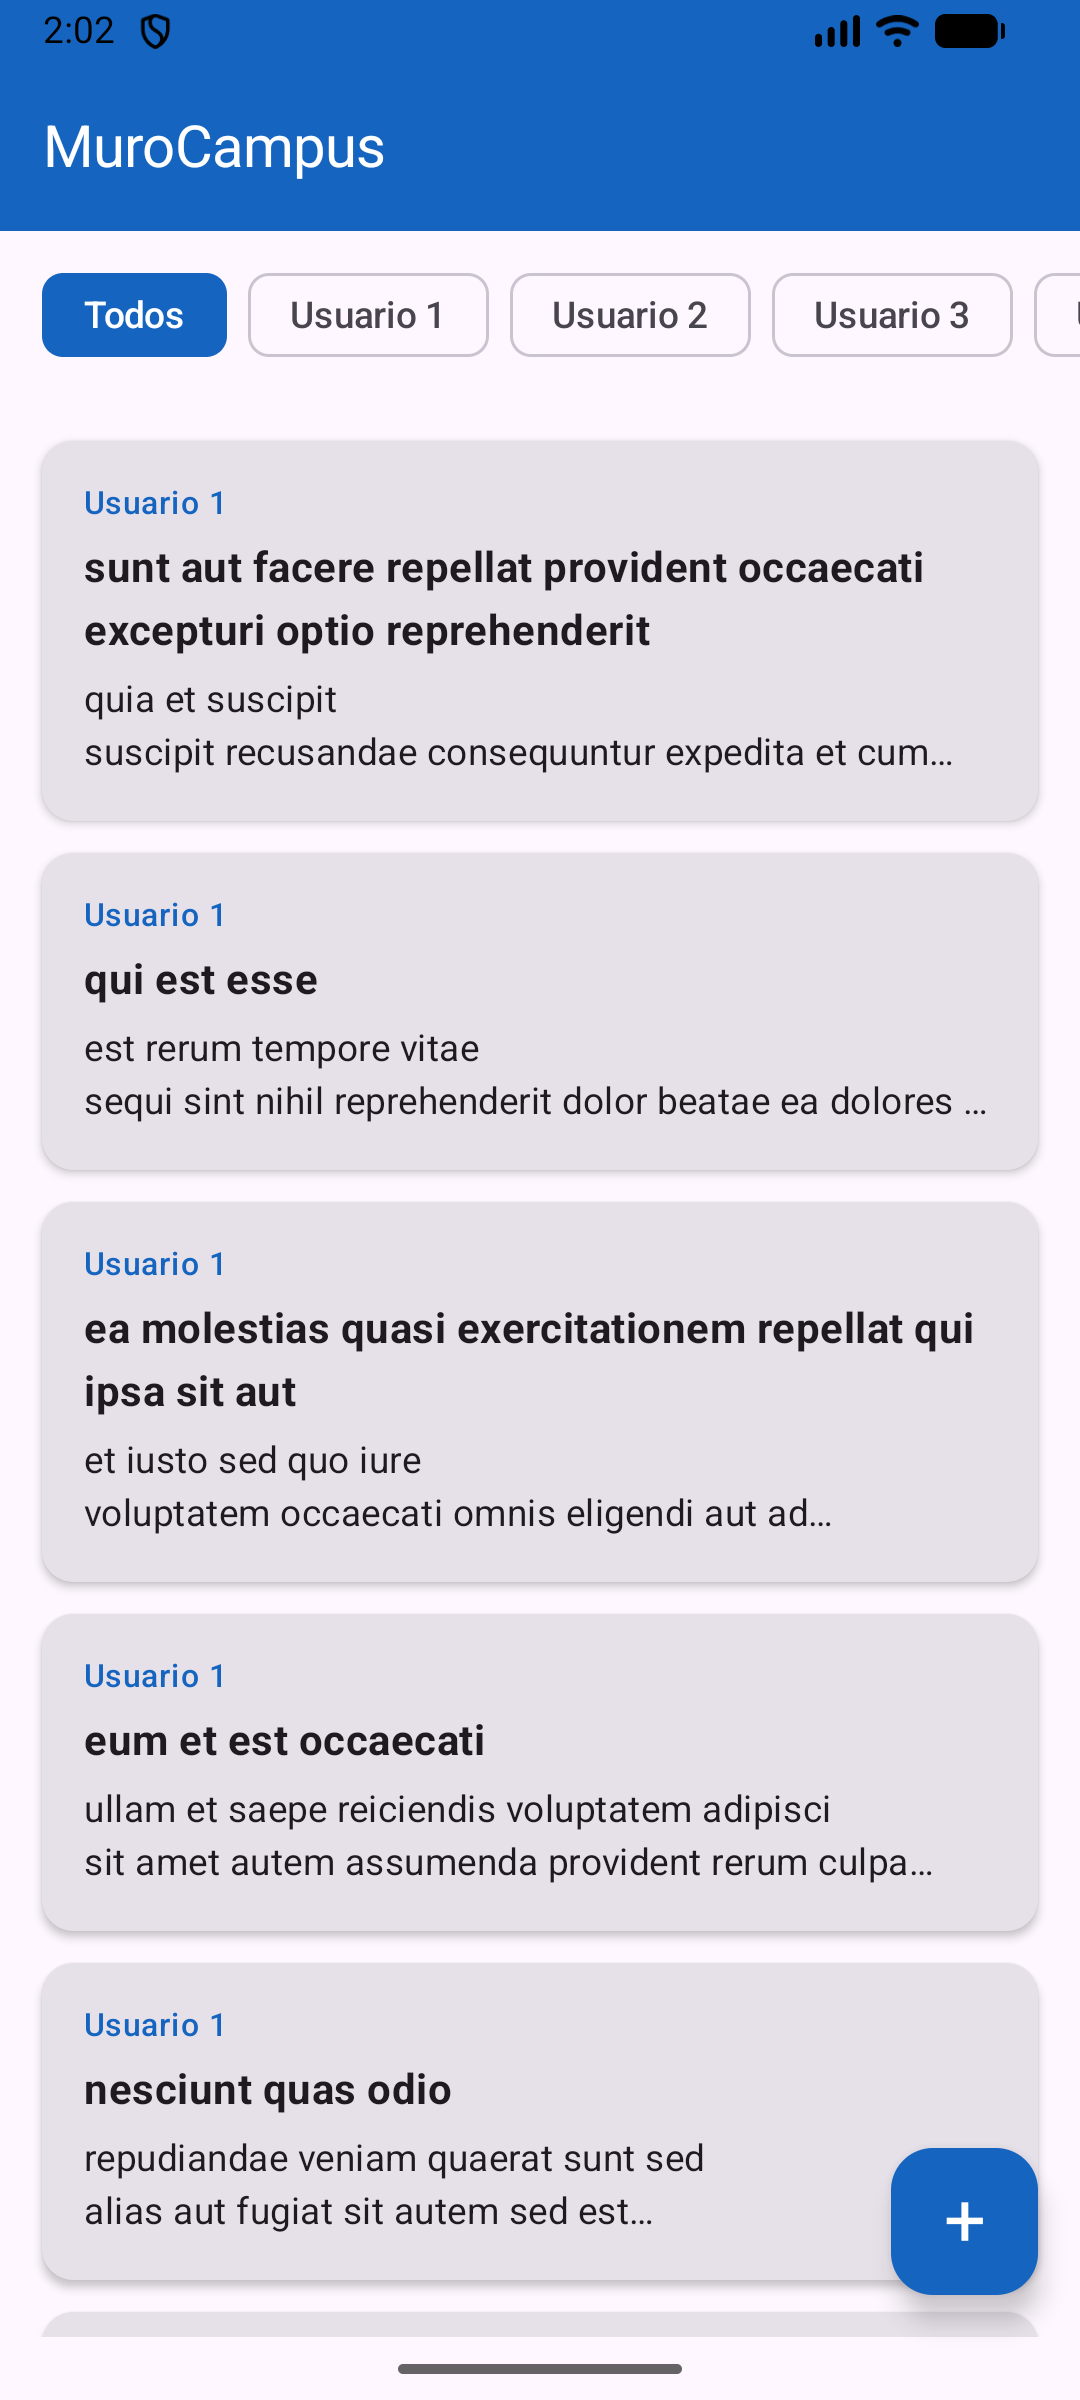 2:02
MuroCampus
Todos
Usuario 1
Usuario 2
Usuario 3
Usuario 1
sunt aut facere repellat provident occaecati
excepturi optio reprehenderit
quia et suscipit
suscipit recusandae consequuntur expedita et cum…
Usuario 1
qui est esse
est rerum tempore vitae
sequi sint nihil reprehenderit dolor beatae ea dolores …
Usuario 1
ea molestias quasi exercitationem repellat qui
ipsa sit aut
et iusto sed quo iure
voluptatem occaecati omnis eligendi aut ad…
Usuario 1
eum et est occaecati
ullam et saepe reiciendis voluptatem adipisci
sit amet autem assumenda provident rerum culpa…
Usuario 1
nesciunt quas odio
repudiandae veniam quaerat sunt sed
alias aut fugiat sit autem sed est…
+